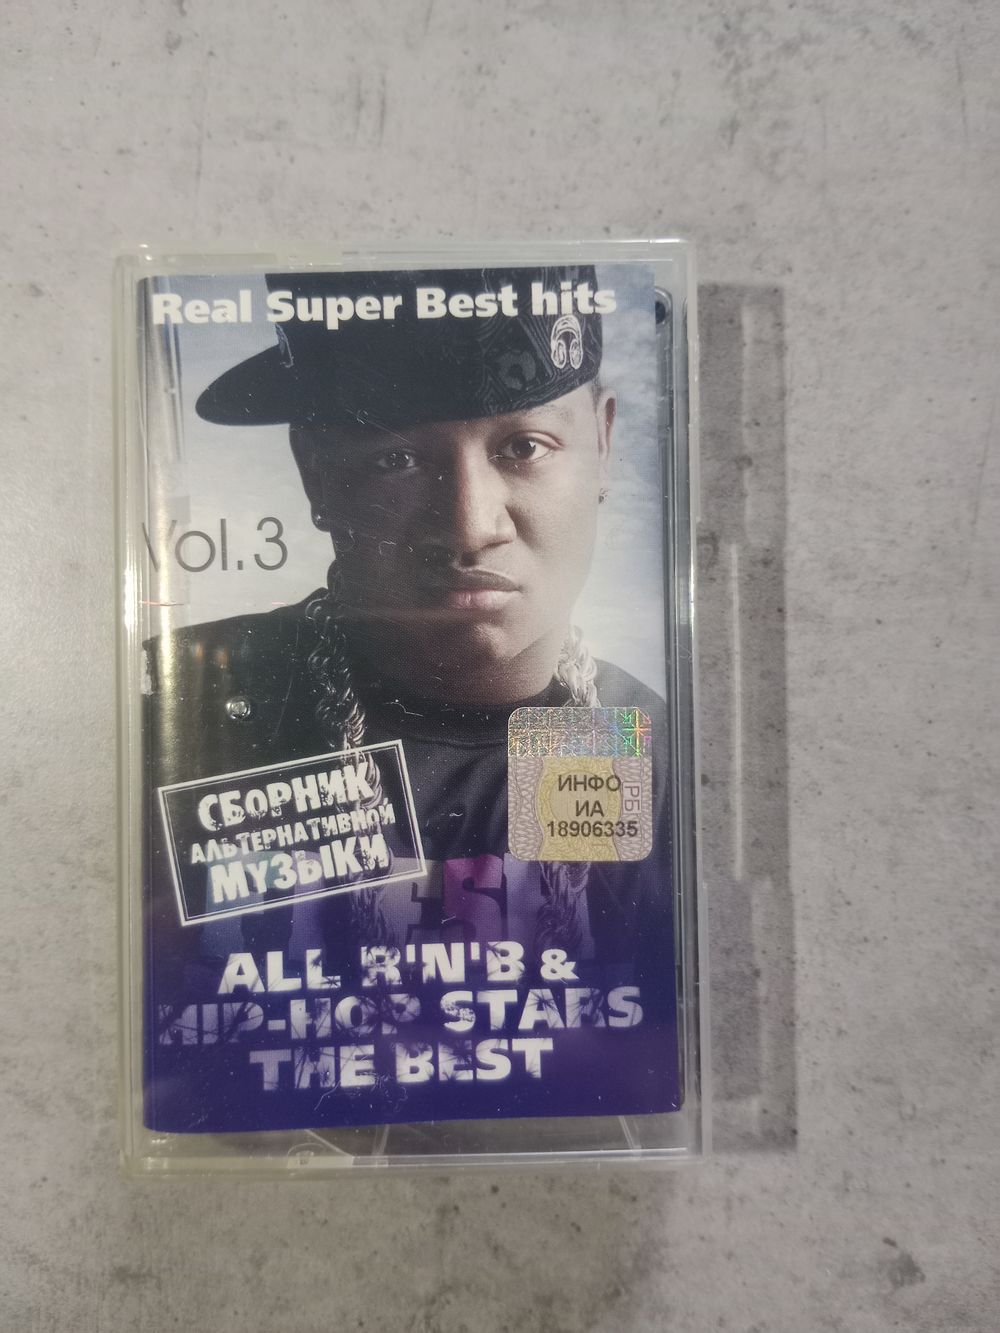 Real Super Best hits
Vol.3
СБОРНИК
АЛЬТЕРНАТИВНОЙ
МУЗЫКИ
ИНФО
ИА
18906335
РБ
ALL R'N'B &
HIP-HOP STARS
THE BEST